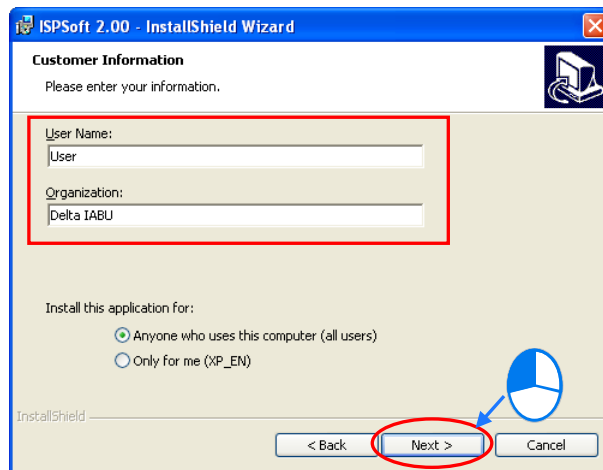 ISPSoft 2.00 - InstallShield Wizard
Customer Information
Please enter your information.
User Name:
User
Organization:
Delta IABU
Install this application for:
Anyone who uses this computer (all users)
Only for me (XP_EN)
InstallShield
< Back Next > Cancel